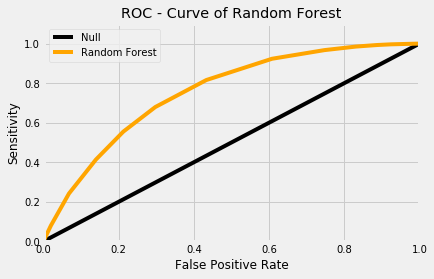 ROC - Curve of Random Forest
Null
Random Forest
Sensitivity
1.0
0.8
0.6
0.4
0.2
0.0
0.0 0.2 0.4 0.6 0.8 1.0
False Positive Rate